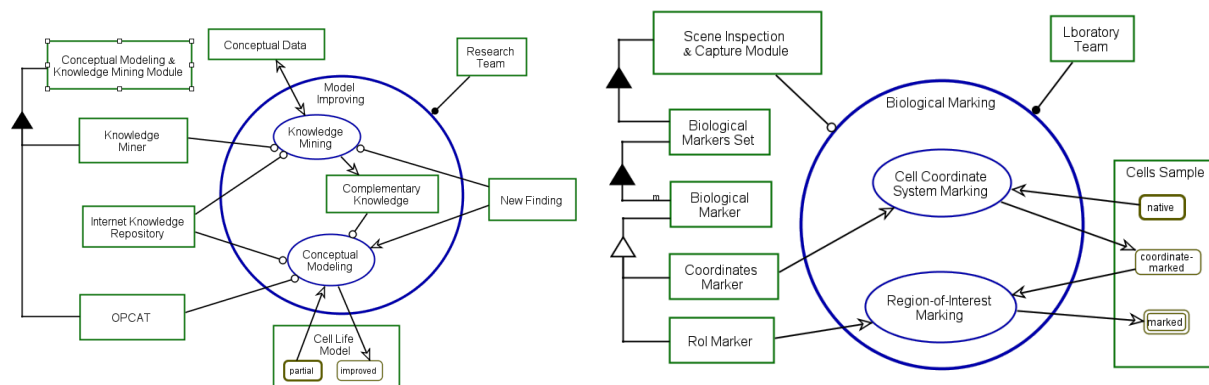 Conceptual Modeling &
Knowledge Mining Module
Conceptual Data
Research
Team
Model
Improving
Knowledge
Miner
Knowledge
Mining
Complementary
Knowledge
New Finding
Internet Knowledge
Repository
Conceptual
Modeling
OPCAT
Cell Life
Model
partial
improved
Scene Inspection
& Capture Module
Lboratory
Team
Biological Marking
Biological
Markers Set
Cell Coordinate
System Marking
Cells Sample
native
m
Biological
Marker
coordinate-
marked
Coordinates
Marker
Region-of-Interest
Marking
marked
RoI Marker